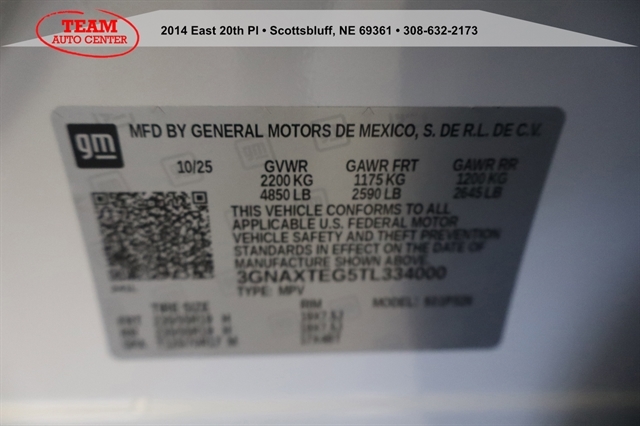 TEAM
AUTO CENTER
2014 East 20th Pl • Scottsbluff, NE 69361 • 308-632-2173
gm
MFD BY GENERAL MOTORS DE MEXICO, S. DE R.L. DE C.V.
10/25 GVWR GAWR FRT GAWR RR
2200 KG 1175 KG 1200 KG
4850 LB 2590 LB 2645 LB
THIS VEHICLE CONFORMS TO ALL
APPLICABLE U.S. FEDERAL MOTOR
VEHICLE SAFETY AND THEFT PREVENTION
STANDARDS IN EFFECT ON THE DATE OF
MANUFACTURE SHOWN ABOVE.
3GNAXTEG5TL334000
TYPE: MPV MODEL:
TIRE SIZE RIM